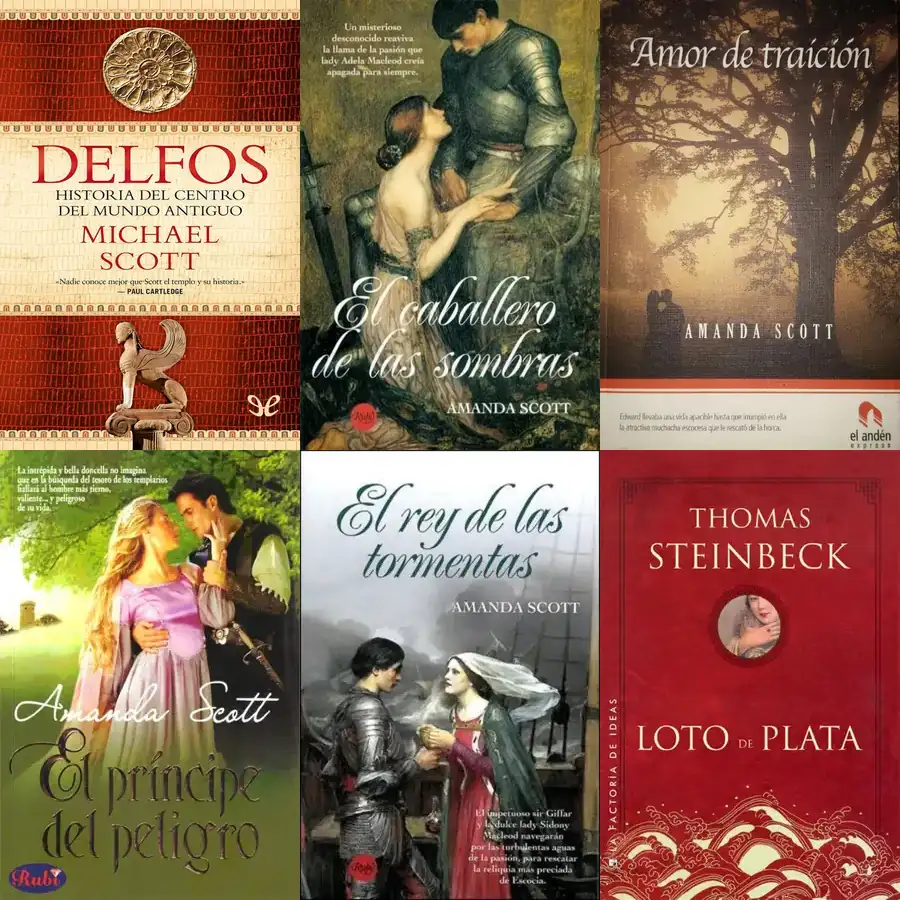 DELFOS
HISTORIA DEL CENTRO
DEL MUNDO ANTIGUO
MICHAEL
SCOTT
«Nadie conoce mejor que Scott el templo y su historia.»
— PAUL CARTLEDGE
Un misterioso
desconocido reaviva
la llama de la pasión que
lady Adela Macleod creía
apagada para siempre.
El caballero
de las sombras
Rubí
AMANDA SCOTT
Amor de traición
AMANDA SCOTT
Edward llevaba una vida apacible hasta que irrumpió en ella
la atractiva muchacha escocesa que le rescató de la horca.
el andén
express
La intrépida y bella doncella no imagina
que en la búsqueda del tesoro de los templarios
hallará al hombre más tierno,
valiente... y peligroso
de su vida.
Amanda Scott
El príncipe
del peligro
Rubí
El rey de las
tormentas
AMANDA SCOTT
El impetuoso sir Giffar
y la dulce lady Sidony
Macleod navegarán
por las turbulentas aguas
de la pasión, para rescatar
la reliquia más preciada
de Escocia.
Rubí
THOMAS
STEINBECK
LOTO DE PLATA
LA FACTORÍA DE IDEAS